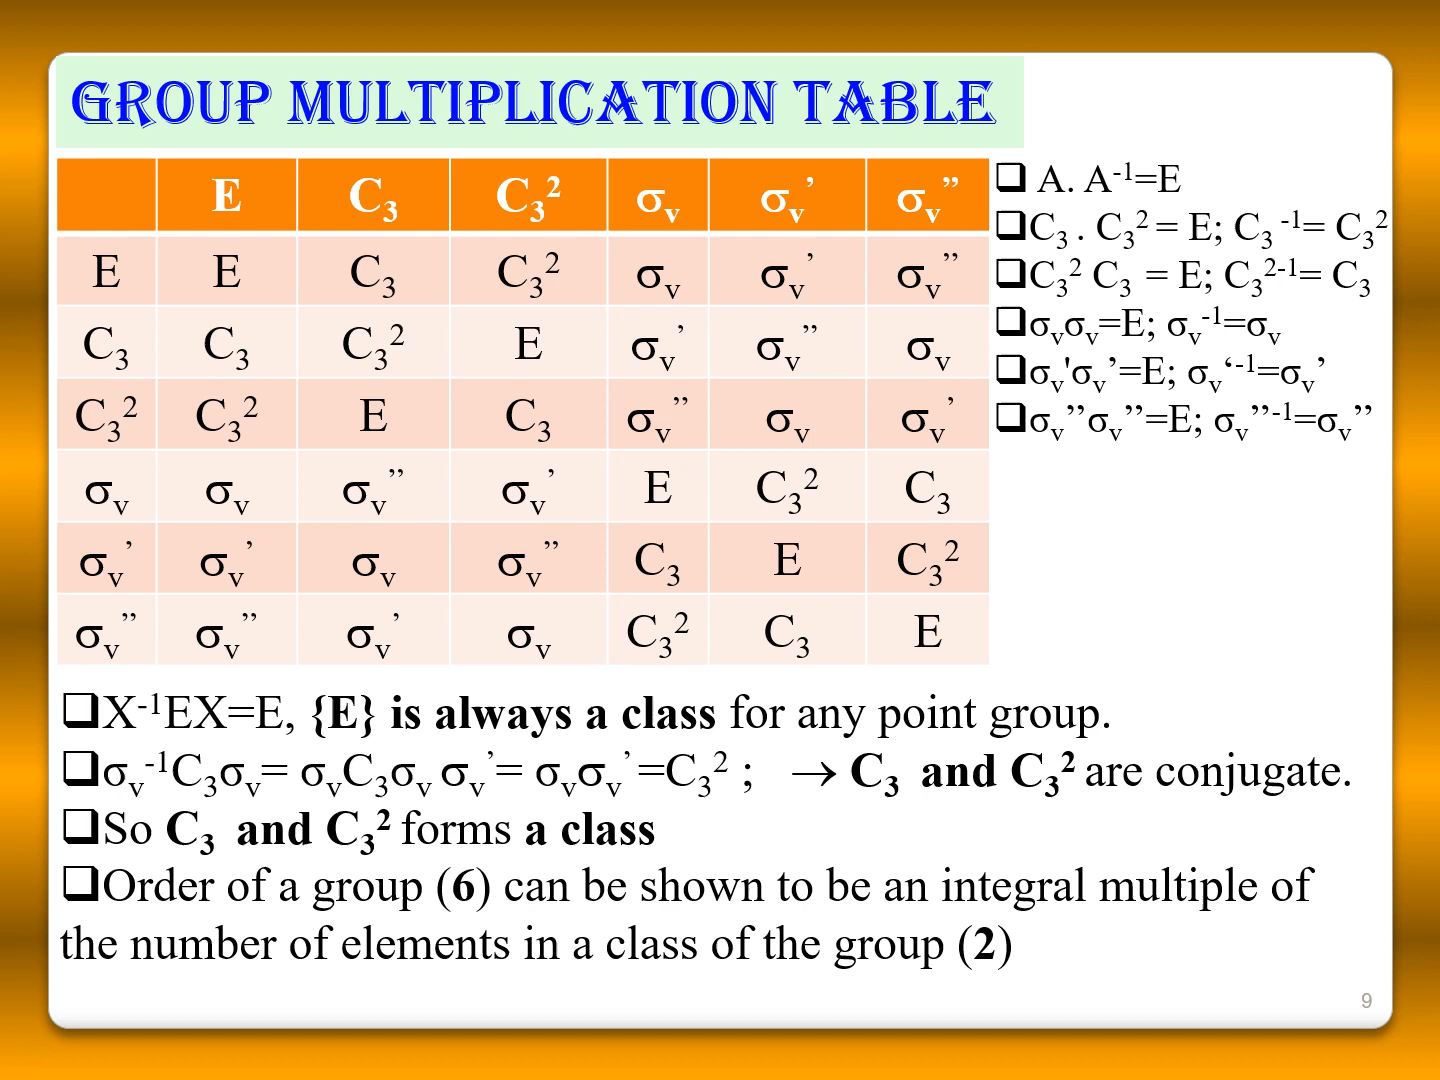 GROUP MULTIPLICATION TABLE
E C₃ C₃² σᵥ σᵥ’ σᵥ”
E E C₃ C₃² σᵥ σᵥ’ σᵥ”
C₃ C₃ C₃² E σᵥ’ σᵥ” σᵥ
C₃² C₃² E C₃ σᵥ” σᵥ σᵥ’
σᵥ σᵥ σᵥ” σᵥ’ E C₃² C₃
σᵥ’ σᵥ’ σᵥ σᵥ” C₃ E C₃²
σᵥ” σᵥ” σᵥ’ σᵥ C₃² C₃ E
❑ A. A⁻¹=E
❑C₃ . C₃² = E; C₃ ⁻¹= C₃²
❑C₃² C₃ = E; C₃²⁻¹= C₃
❑σᵥσᵥ=E; σᵥ⁻¹=σᵥ
❑σᵥ'σᵥ’=E; σᵥ‘⁻¹=σᵥ’
❑σᵥ’’σᵥ’’=E; σᵥ’’⁻¹=σᵥ’’
❑X⁻¹EX=E, {E} is always a class for any point group.
❑σᵥ⁻¹C₃σᵥ= σᵥC₃σᵥ σᵥ’= σᵥσᵥ’ =C₃² ; → C₃ and C₃² are conjugate.
❑So C₃ and C₃² forms a class
❑Order of a group (6) can be shown to be an integral multiple of
the number of elements in a class of the group (2)
9